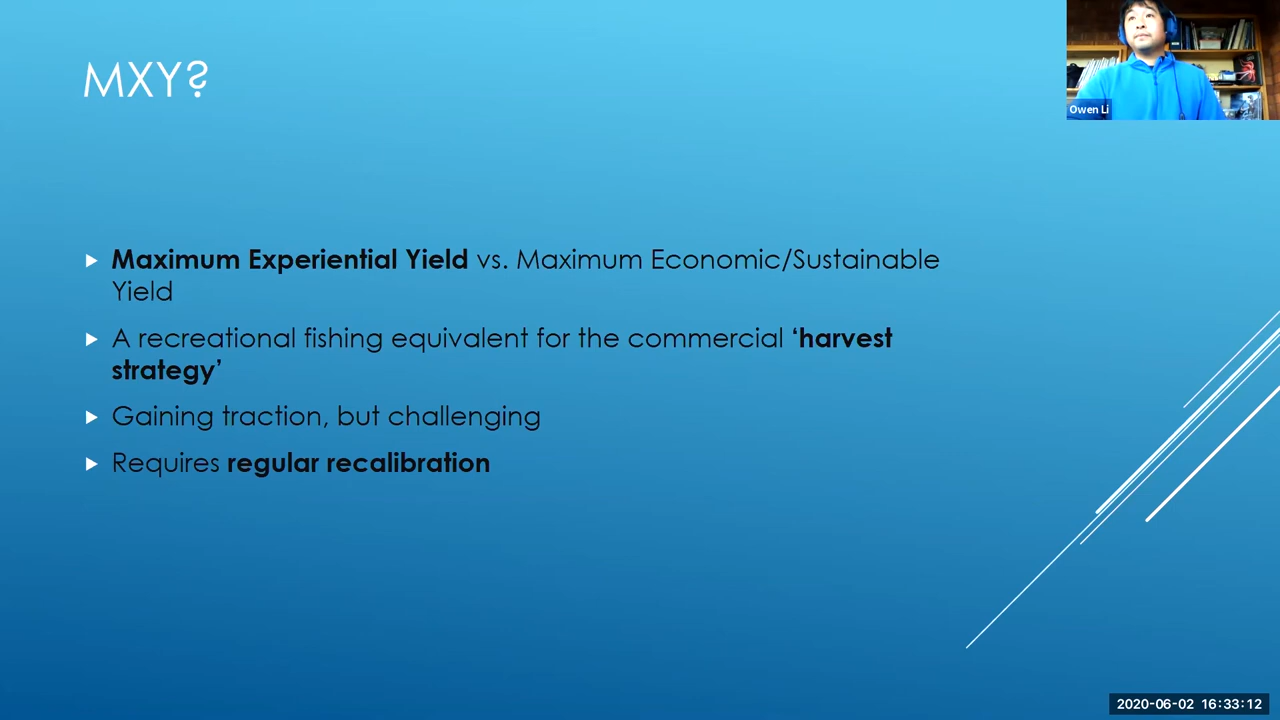 MXY?
Owen Li
Maximum Experiential Yield vs. Maximum Economic/Sustainable
Yield
A recreational fishing equivalent for the commercial ‘harvest
strategy’
Gaining traction, but challenging
Requires regular recalibration
2020-06-02 16:33:12